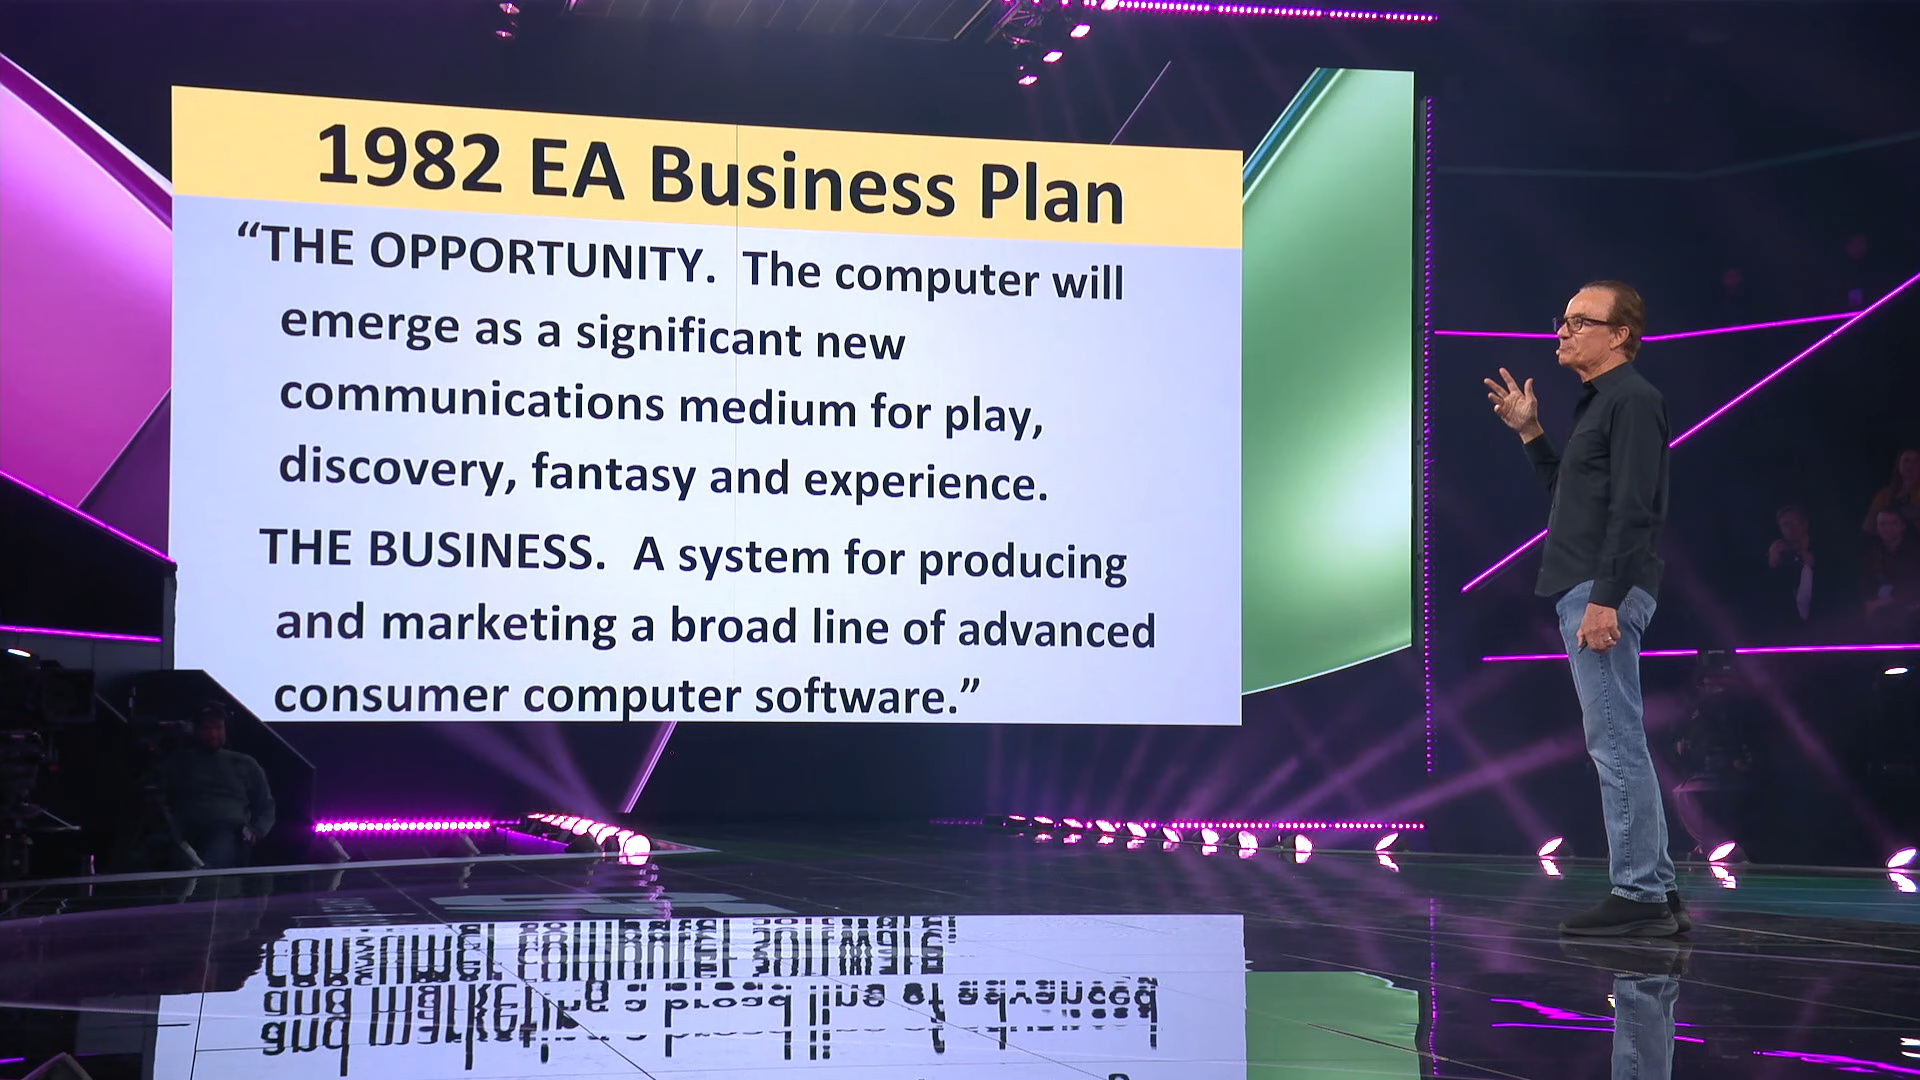 1982 EA Business Plan
“THE OPPORTUNITY.  The computer will
emerge as a significant new
communications medium for play,
discovery, fantasy and experience.
THE BUSINESS.  A system for producing
and marketing a broad line of advanced
consumer computer software.”